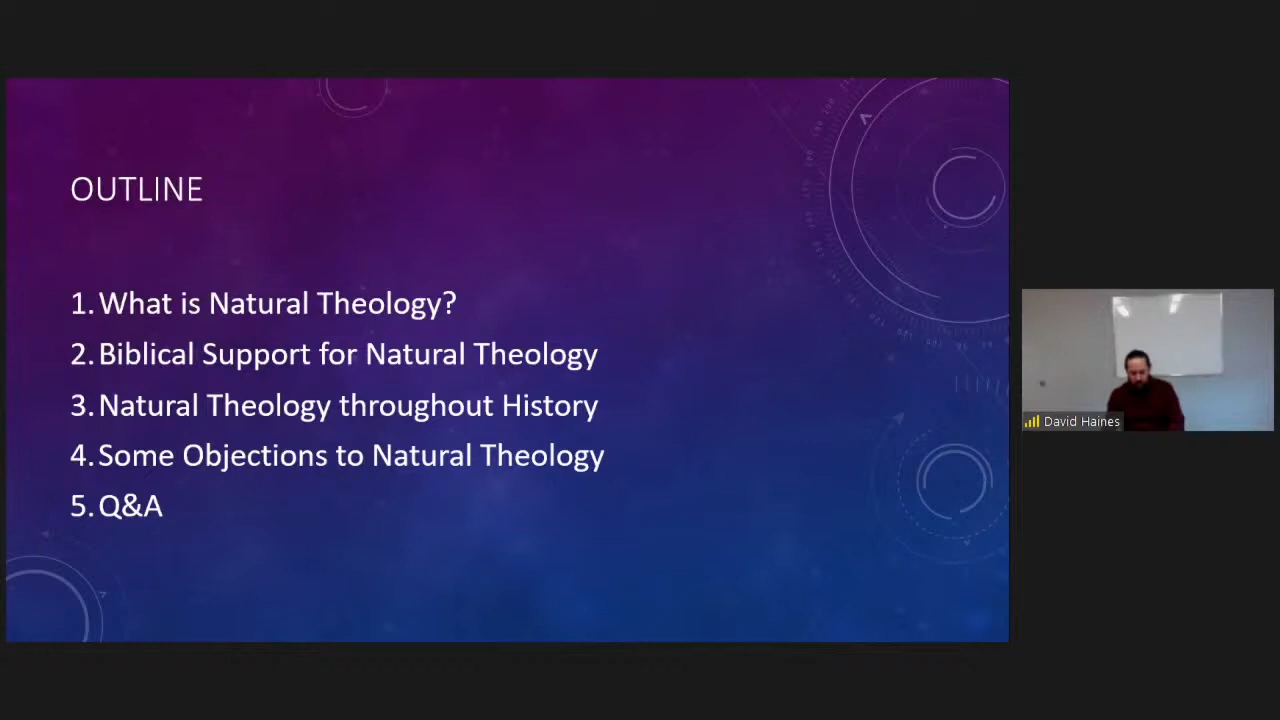 OUTLINE
1. What is Natural Theology?
2. Biblical Support for Natural Theology
3. Natural Theology throughout History
4. Some Objections to Natural Theology
5. Q&A
David Haines